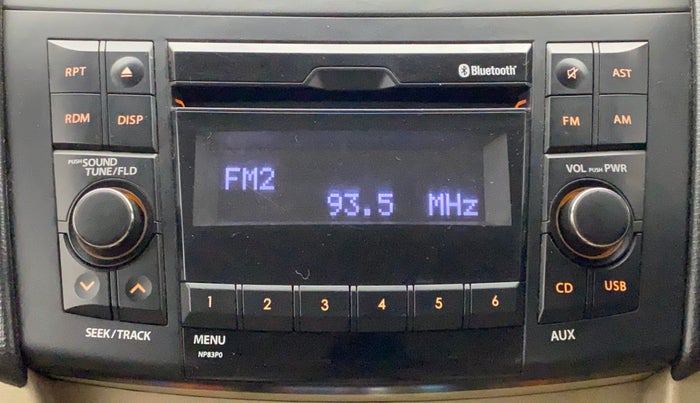 RPT
Bluetooth
AST
RDM DISP
FM AM
PUSH SOUND
TUNE/FLD
VOL PUSH PWR
FM2
93.5 MHz
CD USB
1 2 3 4 5 6
SEEK/TRACK
MENU
AUX
NP83P0